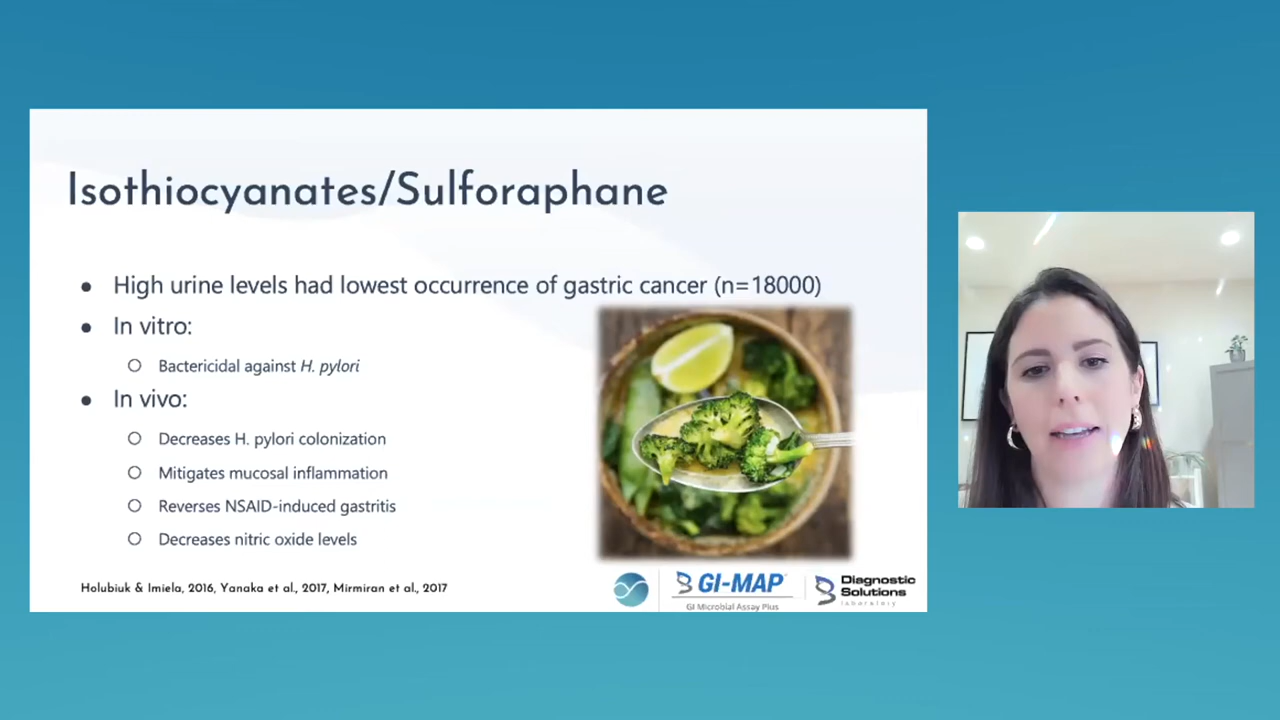 Isothiocyanates/Sulforaphane
• High urine levels had lowest occurrence of gastric cancer (n=18000)
• In vitro:
○ Bactericidal against H. pylori
• In vivo:
○ Decreases H. pylori colonization
○ Mitigates mucosal inflammation
○ Reverses NSAID-induced gastritis
○ Decreases nitric oxide levels
Holubiuk & Imiela, 2016, Yanaka et al., 2017, Mirmiran et al., 2017
GI-MAP
GI Microbial Assay Plus
Diagnostic
Solutions
laboratory